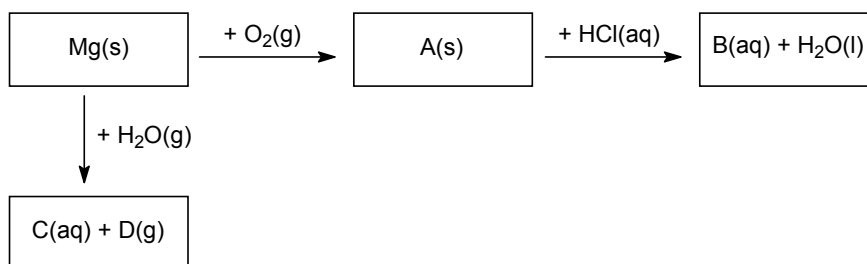 Mg(s)
+ O₂(g)
A(s)
+ HCl(aq)
B(aq) + H₂O(l)
+ H₂O(g)
C(aq) + D(g)